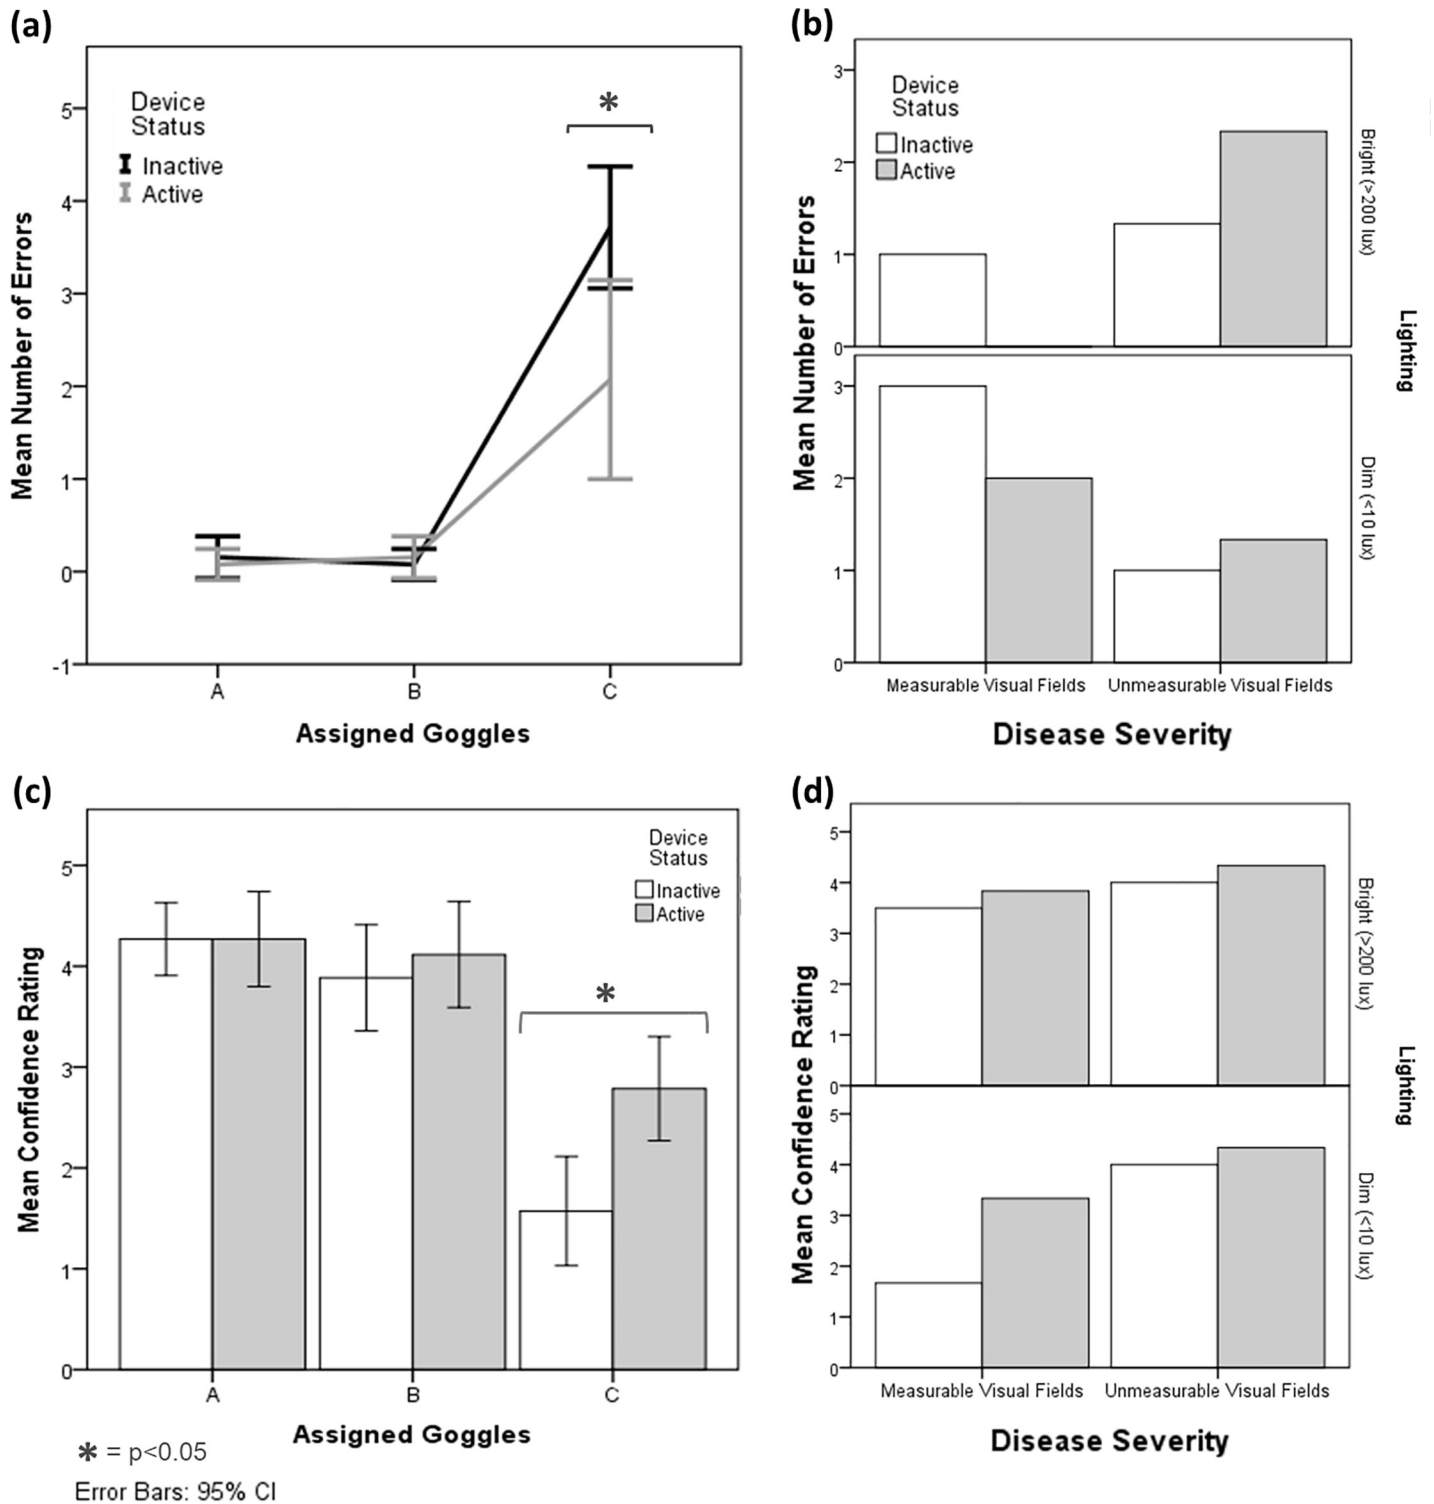 (a)
Mean Number of Errors
5
4
3
2
1
0
-1
Device
Status
Inactive
Active
*
A
B
C
Assigned Goggles
(b)
Mean Number of Errors
3
2
1
0
Device
Status
Inactive
Active
Bright (>200 lux)
3
2
1
0
Dim (<10 lux)
Lighting
Measurable Visual Fields
Unmeasurable Visual Fields
Disease Severity
(c)
Mean Confidence Rating
5
4
3
2
1
0
Device
Status
Inactive
Active
*
A
B
C
Assigned Goggles
* = p<0.05
Error Bars: 95% CI
(d)
Mean Confidence Rating
5
4
3
2
1
0
Bright (>200 lux)
5
4
3
2
1
0
Dim (<10 lux)
Lighting
Measurable Visual Fields
Unmeasurable Visual Fields
Disease Severity